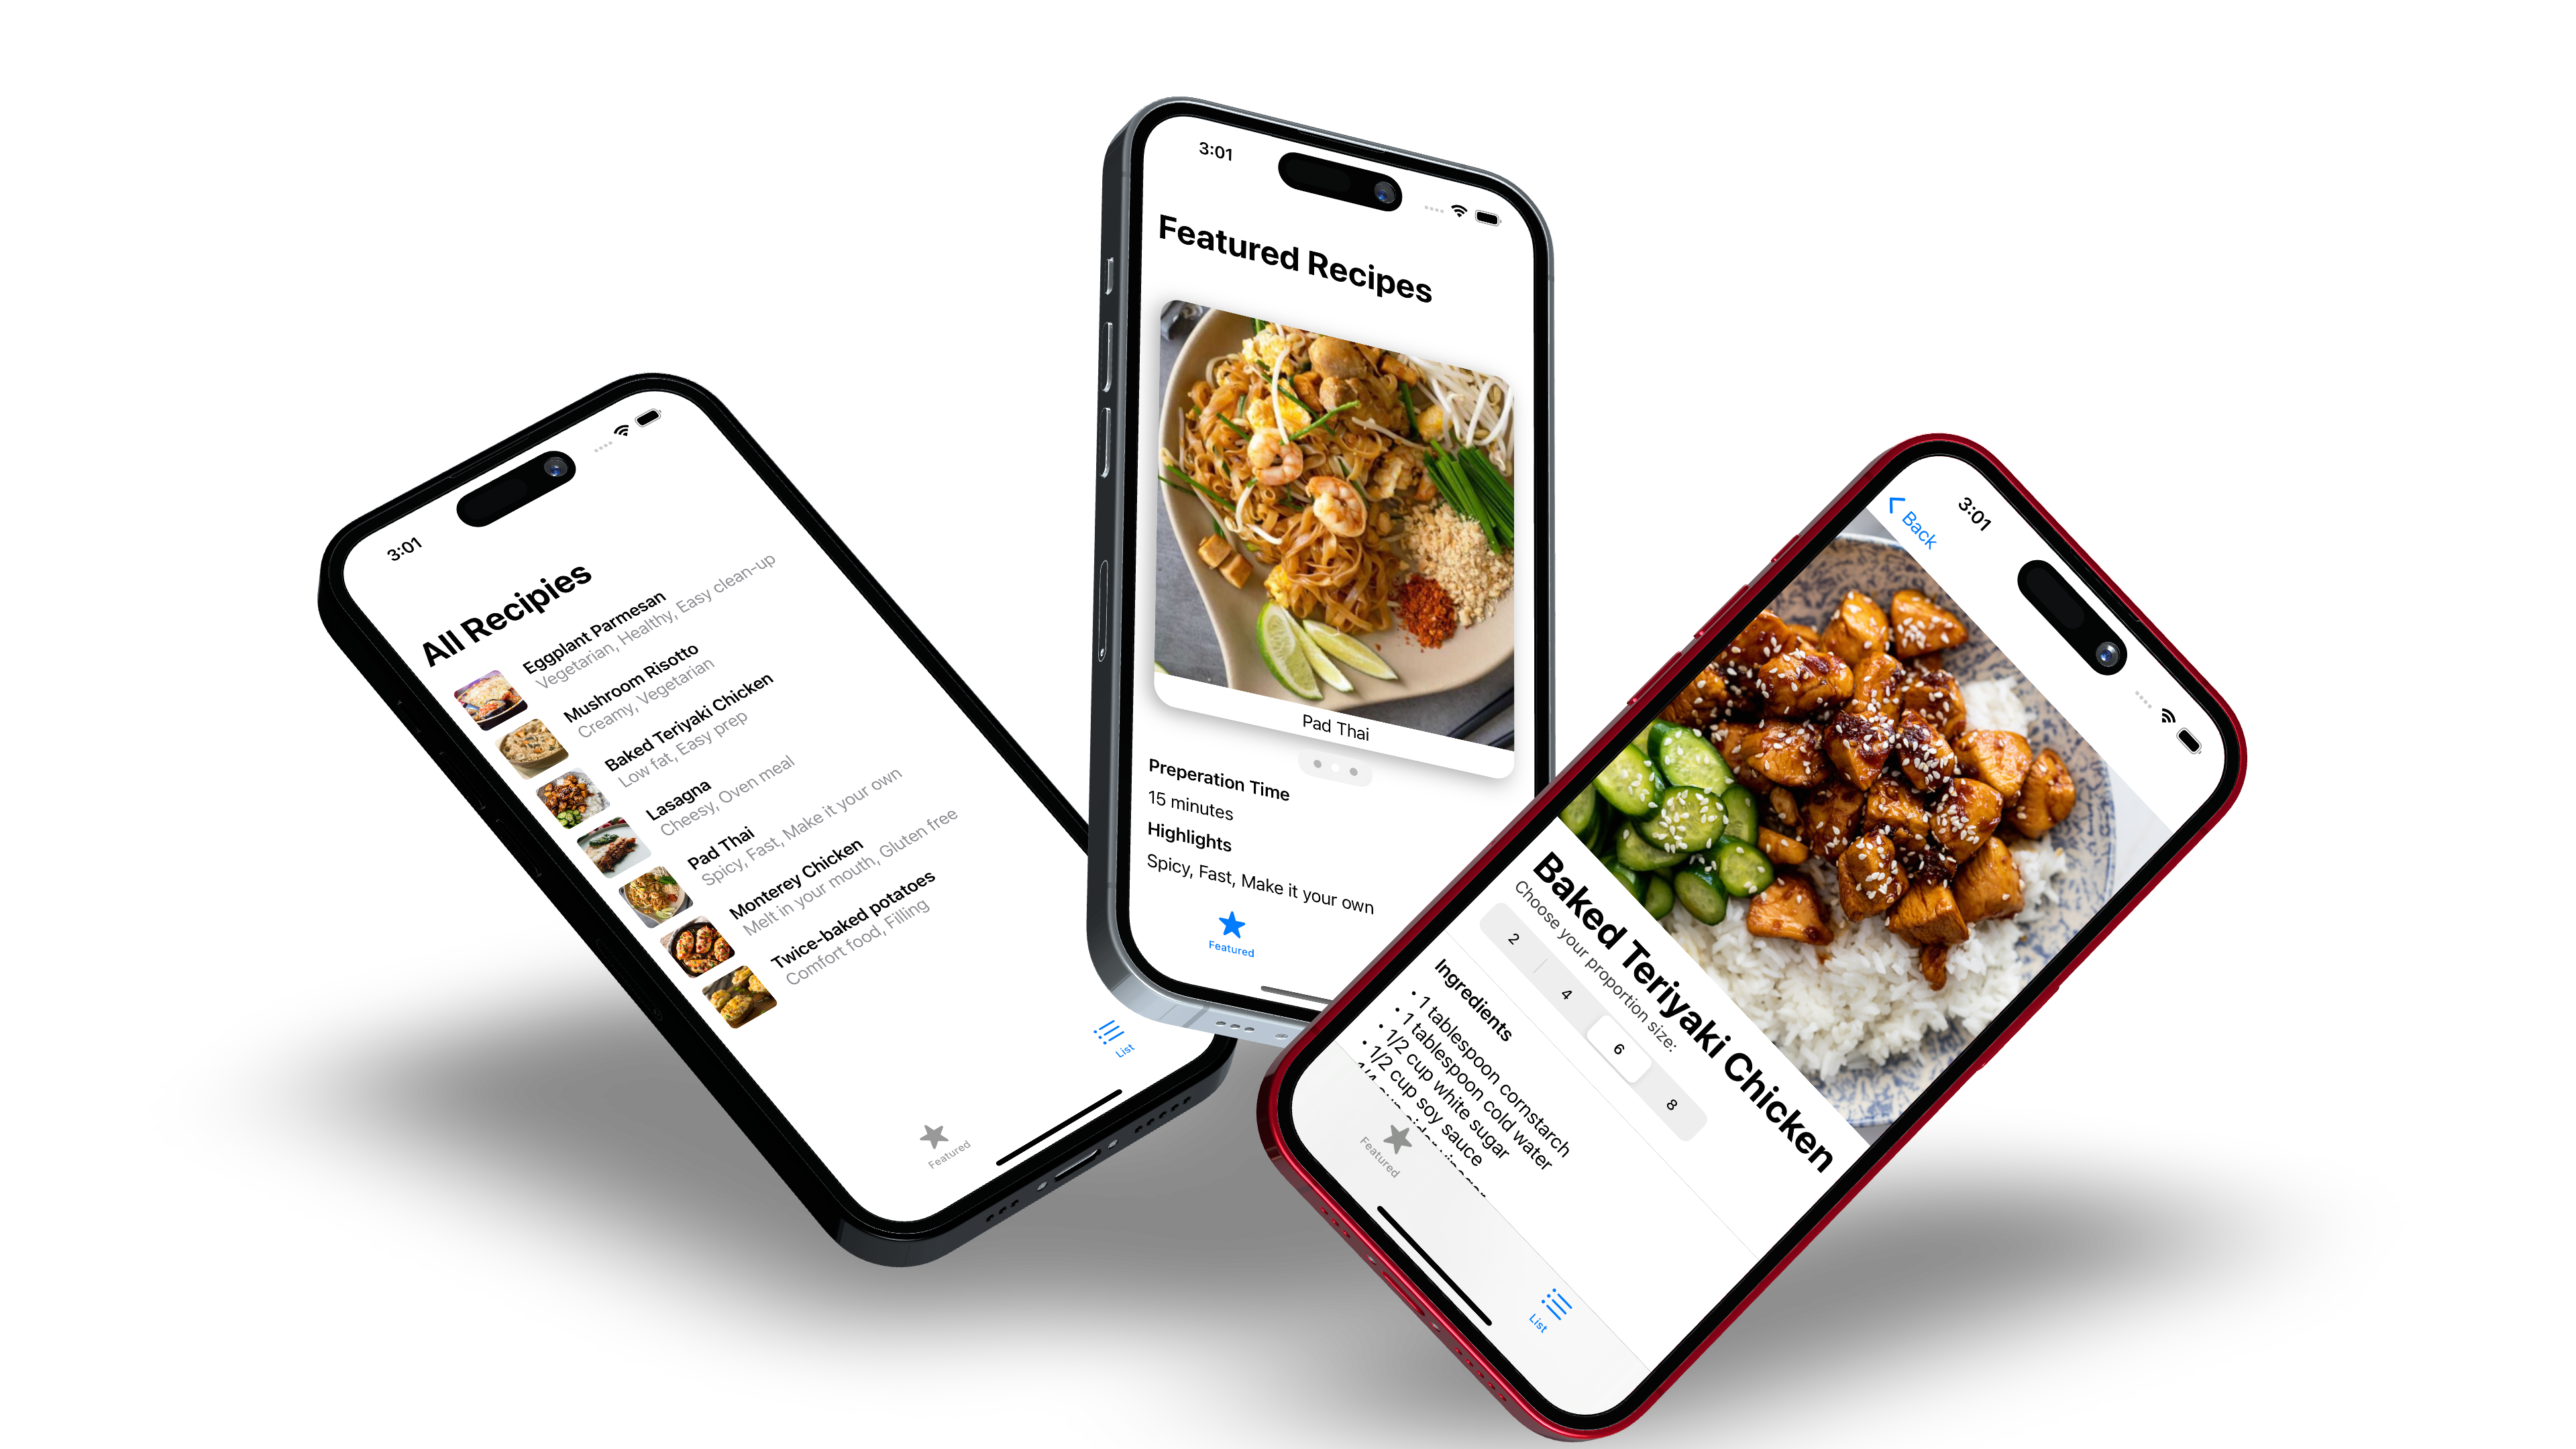 3:01
All Recipies
Eggplant Parmesan
Vegetarian, Healthy, Easy clean-up
Mushroom Risotto
Creamy, Vegetarian
Baked Teriyaki Chicken
Low fat, Easy prep
Lasagna
Cheesy, Oven meal
Pad Thai
Spicy, Fast, Make it your own
Monterey Chicken
Melt in your mouth, Gluten free
Twice-baked potatoes
Comfort food, Filling
Featured
List
3:01
Featured Recipes
Pad Thai
Preperation Time
15 minutes
Highlights
Spicy, Fast, Make it your own
Featured
3:01
Back
Baked Teriyaki Chicken
Choose your proportion size:
2
4
6
8
Ingredients
• 1 tablespoon cornstarch
• 1 tablespoon cold water
• 1/2 cup white sugar
• 1/2 cup soy sauce
Featured
List